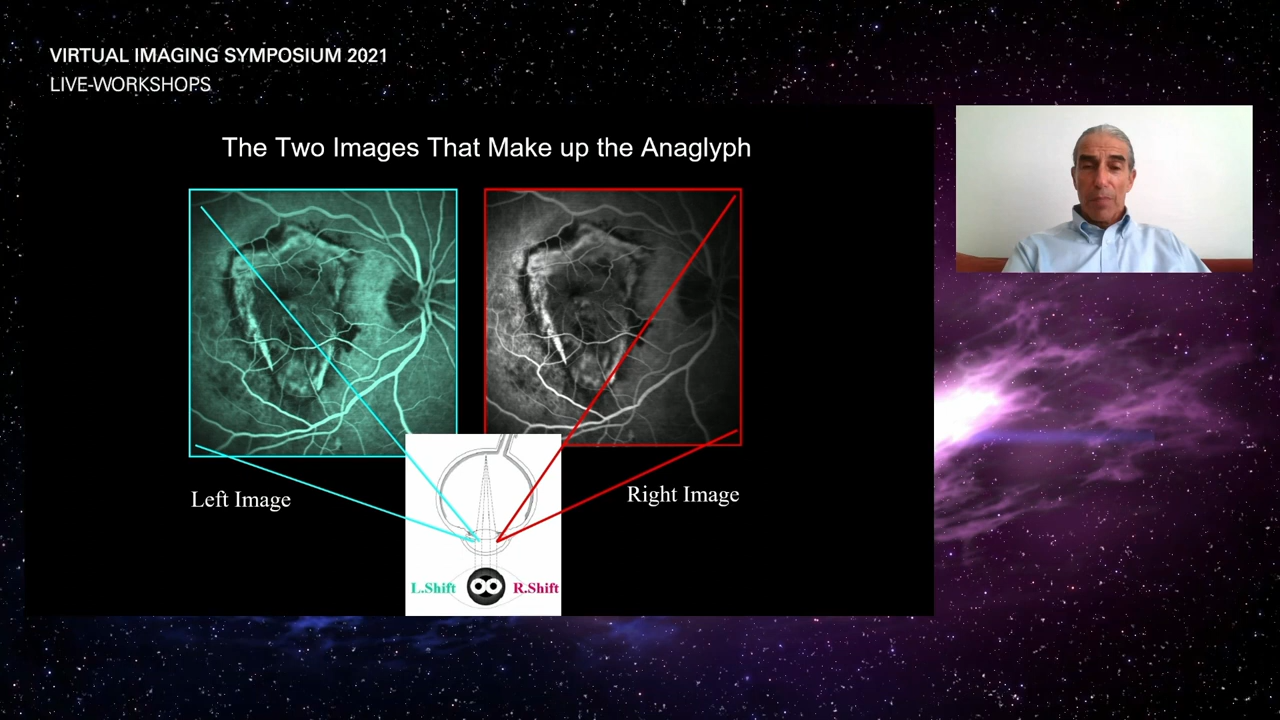 VIRTUAL IMAGING SYMPOSIUM 2021
LIVE-WORKSHOPS
The Two Images That Make up the Anaglyph
Left Image
Right Image
L.Shift
R.Shift